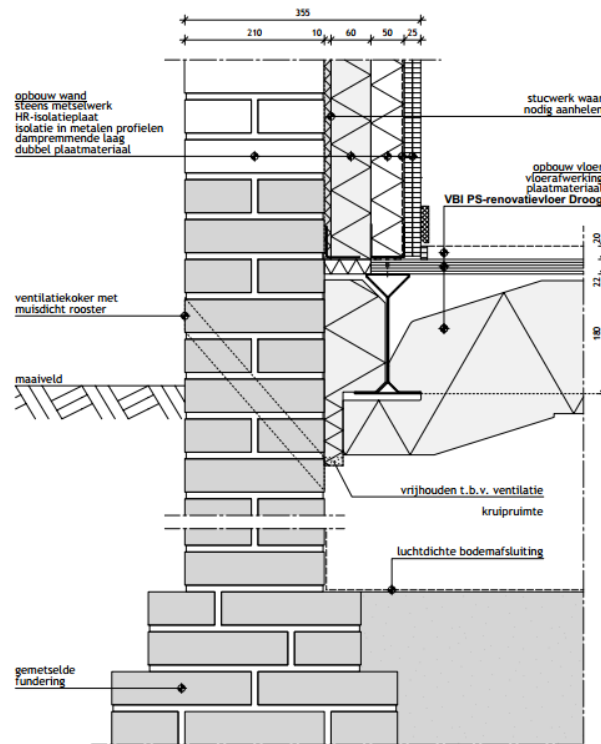 355
210
10
60
50
25
opbouw wand
steens metselwerk
HR-isolatieplaat
isolatie in metalen profielen
dampremmende laag
dubbel plaatmateriaal
stucwerk waar
nodig aanhelen
opbouw vloer
vloerafwerking
plaatmateriaal
VBI PS-renovatievloer Droog
20
22
180
ventilatiekoker met
muisdicht rooster
maaiveld
vrijhouden t.b.v. ventilatie
kruipruimte
luchtdichte bodemafsluiting
gemetselde
fundering